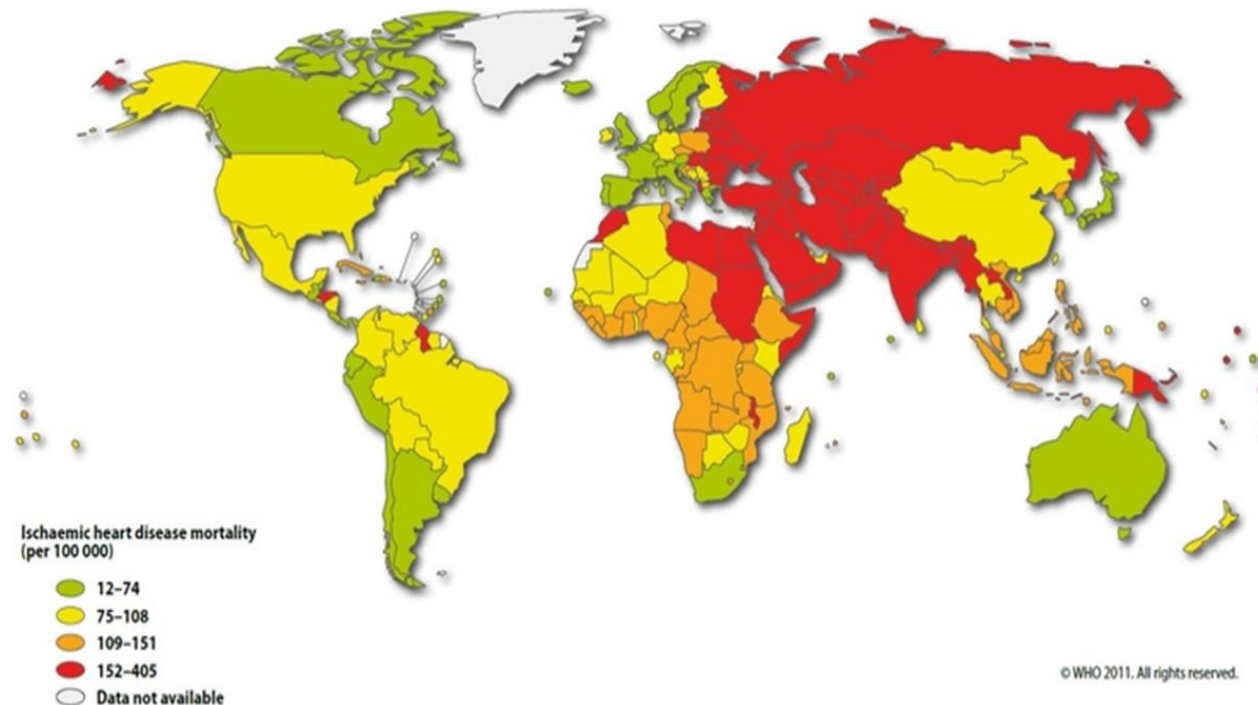 Ischaemic heart disease mortality
(per 100 000)
12–74
75–108
109–151
152–405
Data not available
© WHO 2011. All rights reserved.